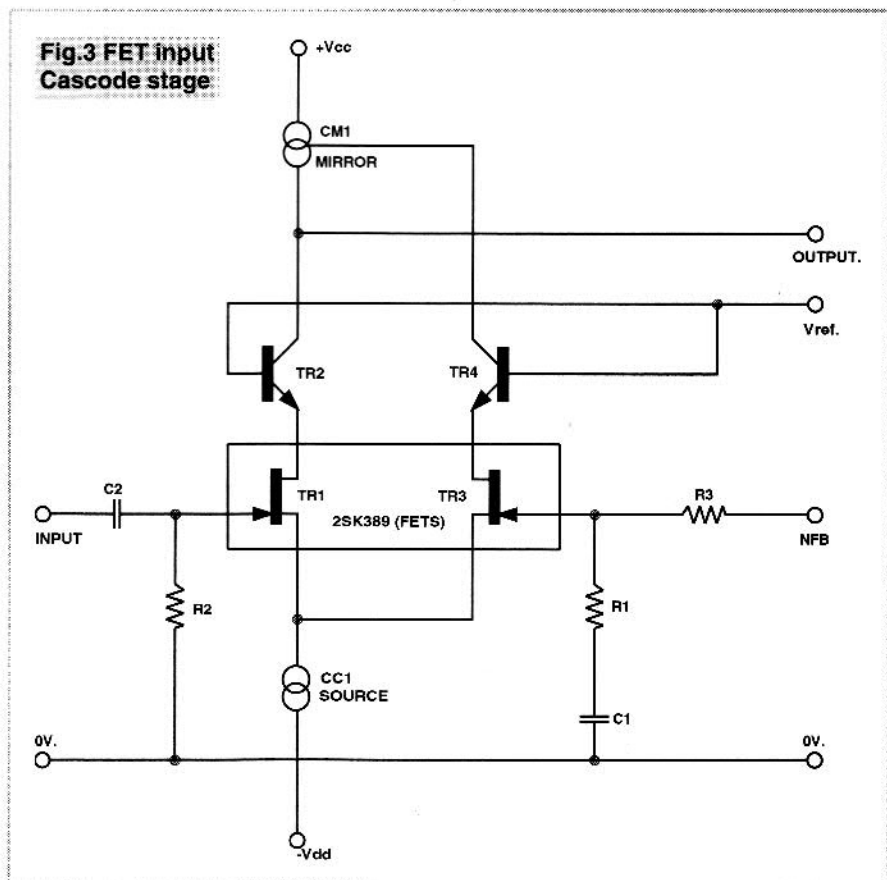 Fig.3 FET input
Cascode stage
+Vcc
CM1
MIRROR
OUTPUT.
Vref.
TR2
TR4
C2
TR1
TR3
R3
2SK389 (FETS)
INPUT
NFB
R2
R1
CC1
SOURCE
C1
0V.
0V.
-Vdd